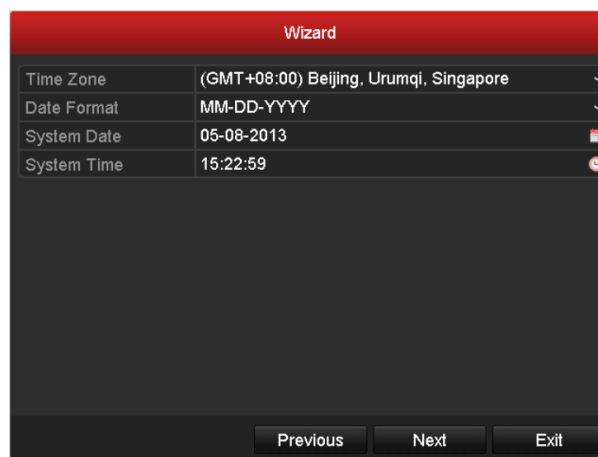 Wizard
Time Zone (GMT+08:00) Beijing, Urumqi, Singapore
Date Format MM-DD-YYYY
System Date 05-08-2013
System Time 15:22:59
Previous Next Exit